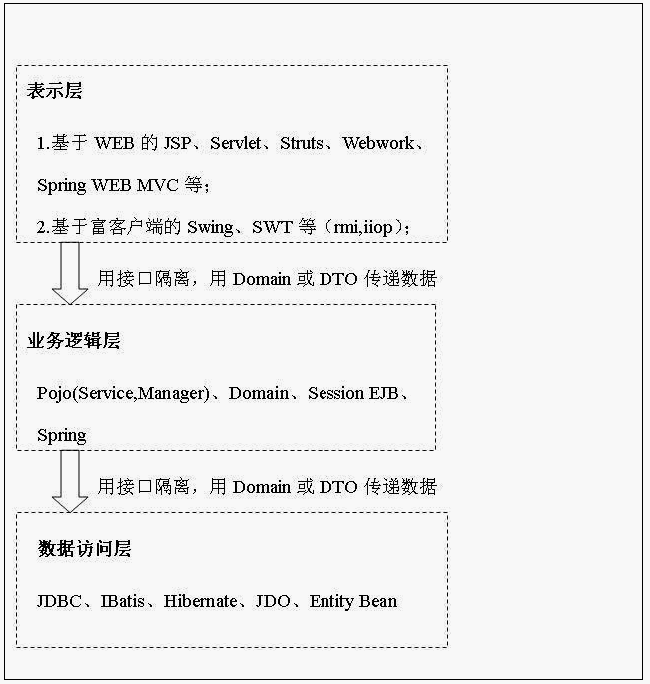 表示层
1.基于 WEB 的 JSP、Servlet、Struts、Webwork、
Spring WEB MVC 等；
2.基于富客户端的 Swing、SWT 等（rmi,iiop）；
用接口隔离，用 Domain 或 DTO 传递数据
业务逻辑层
Pojo(Service,Manager)、Domain、Session EJB、
Spring
用接口隔离，用 Domain 或 DTO 传递数据
数据访问层
JDBC、IBatis、Hibernate、JDO、Entity Bean